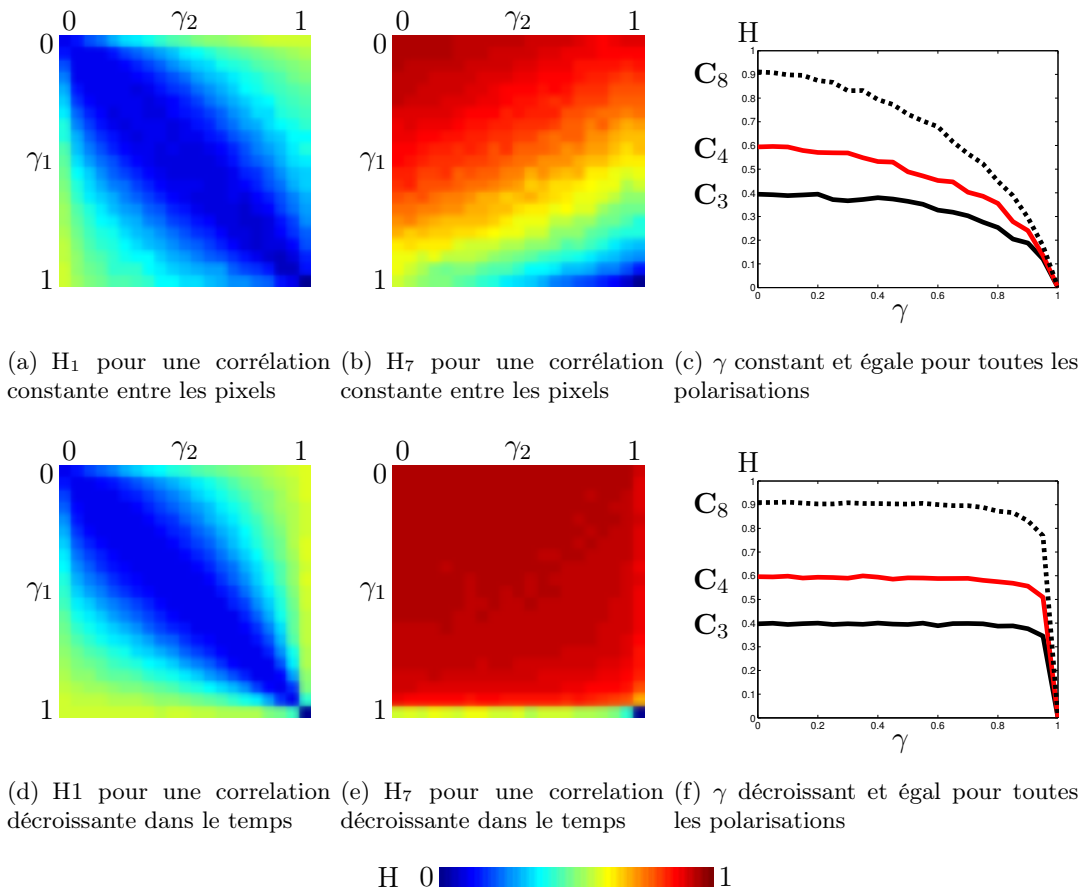 0 γ2 1
0
γ1
1
0 γ2 1
0
γ1
1
H
C8
C4
C3
1
0.9
0.8
0.7
0.6
0.5
0.4
0.3
0.2
0.1
0
0 0.2 0.4 0.6 0.8 1
γ
(a) H1 pour une corrélation
constante entre les pixels
(b) H7 pour une corrélation
constante entre les pixels
(c) γ constant et égale pour toutes les
polarisations
0 γ2 1
0
γ1
1
0 γ2 1
0
γ1
1
H
C8
C4
C3
1
0.9
0.8
0.7
0.6
0.5
0.4
0.3
0.2
0.1
0
0 0.2 0.4 0.6 0.8 1
γ
(d) H1 pour une correlation
décroissante dans le temps
(e) H7 pour une correlation
décroissante dans le temps
(f) γ décroissant et égal pour toutes
les polarisations
H 0 1